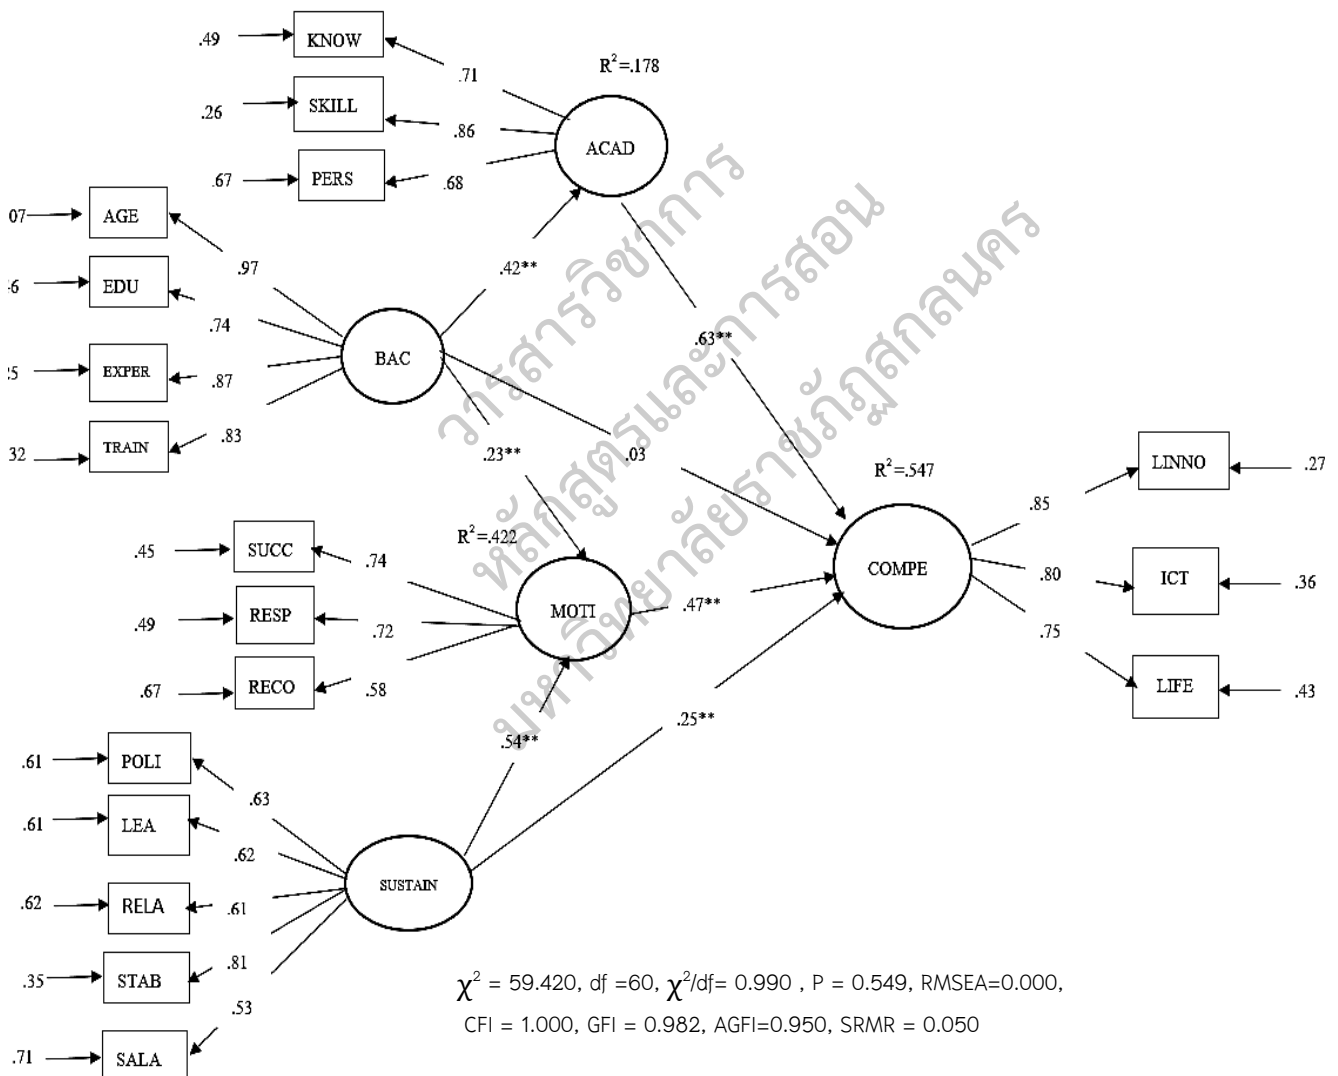 .49
KNOW
.71
R²=.178
.26
SKILL
.86
ACAD
.67
PERS
.68
07
AGE
.97
.42**
EDU
.74
.63**
BAC
25
EXPER
.87
.83
32
TRAIN
.23**
.03
R²=.547
LINNO
.27
.85
R²=.422
.45
SUCC
.74
COMPE
.80
ICT
.36
.49
RESP
.72
MOTI
.47**
.75
.67
RECO
.58
LIFE
.43
.25**
.54**
.61
POLI
.63
.61
LEA
.62
SUSTAIN
.62
RELA
.61
.35
STAB
.81
.53
.71
SALA
χ² = 59.420, df =60, χ²/df= 0.990 , P = 0.549, RMSEA=0.000,
CFI = 1.000, GFI = 0.982, AGFI=0.950, SRMR = 0.050
วารสารวิชาการ
หลักสูตรและการสอน
มหาวิทยาลัยราชภัฏสกลนคร